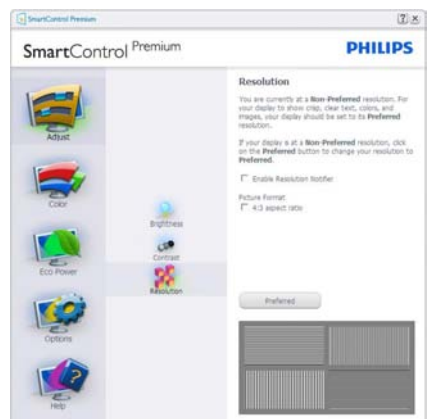 SmartControl Premium
SmartControl Premium
PHILIPS
Adjust
Color
Eco Power
Options
Help
Brightness
Contrast
Resolution
Resolution
You are currently at a Non-Preferred resolution. For
your display to show crisp, clear text, colors, and
images, your display should be set to its Preferred
resolution.
If your display is at a Non-Preferred resolution, click
on the Preferred button to change your resolution to
Preferred.
Enable Resolution Notifier
Picture Format
4:3 aspect ratio
Preferred